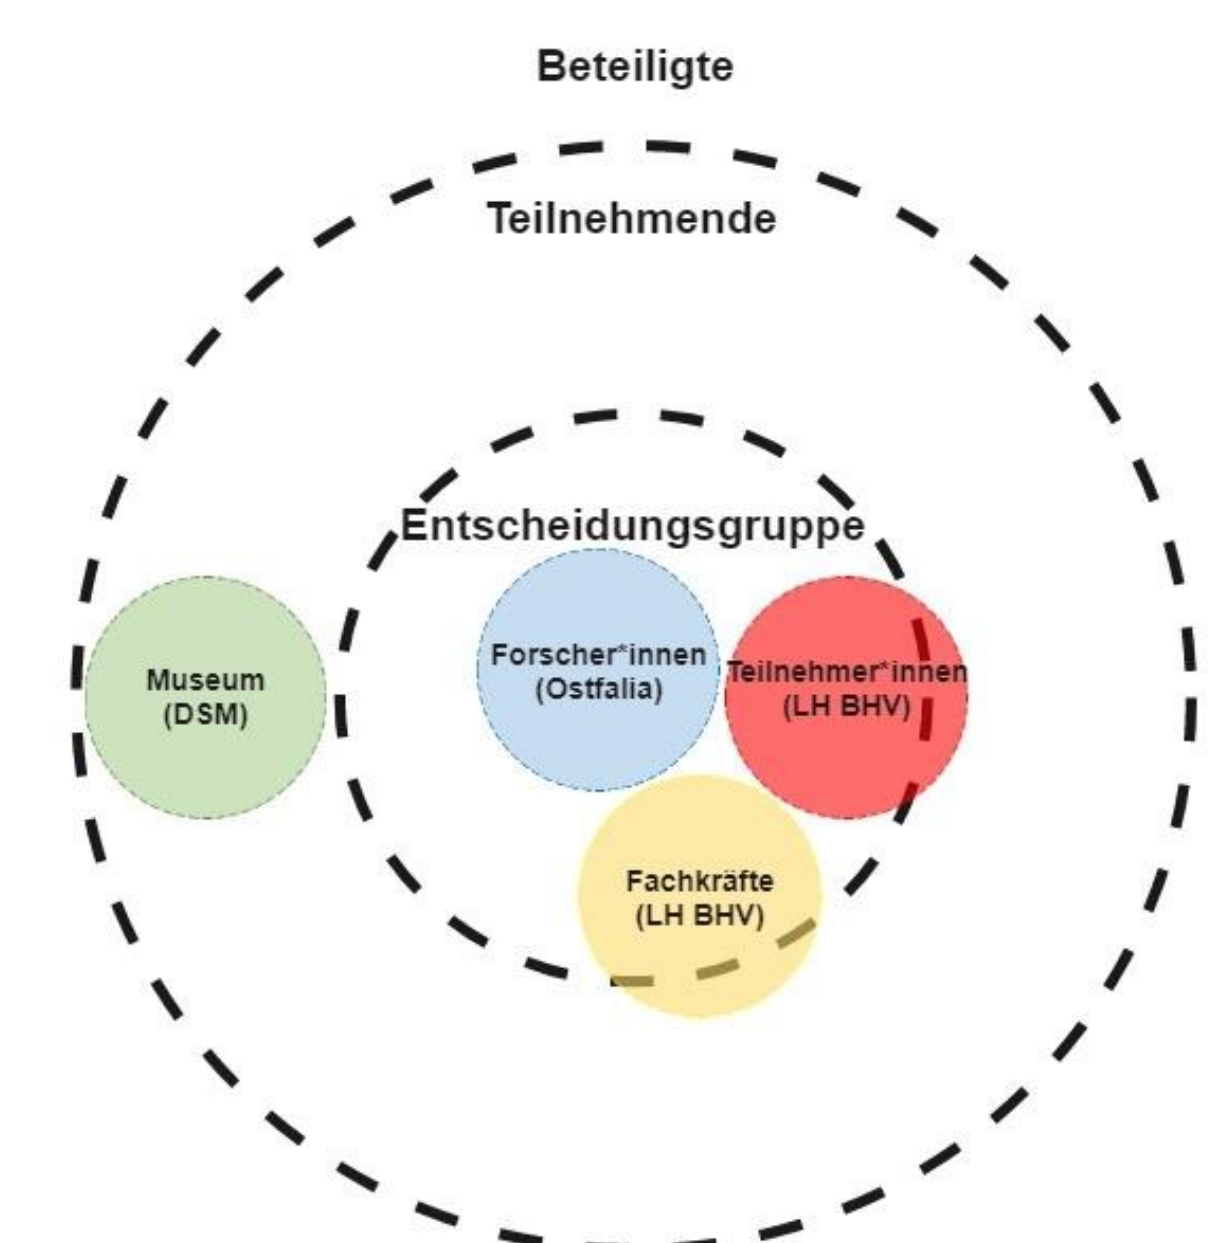 Beteiligte
Teilnehmende
Entscheidungsgruppe
Forscher*innen
(Ostfalia)
Teilnehmer*innen
(LH BHV)
Museum
(DSM)
Fachkräfte
(LH BHV)